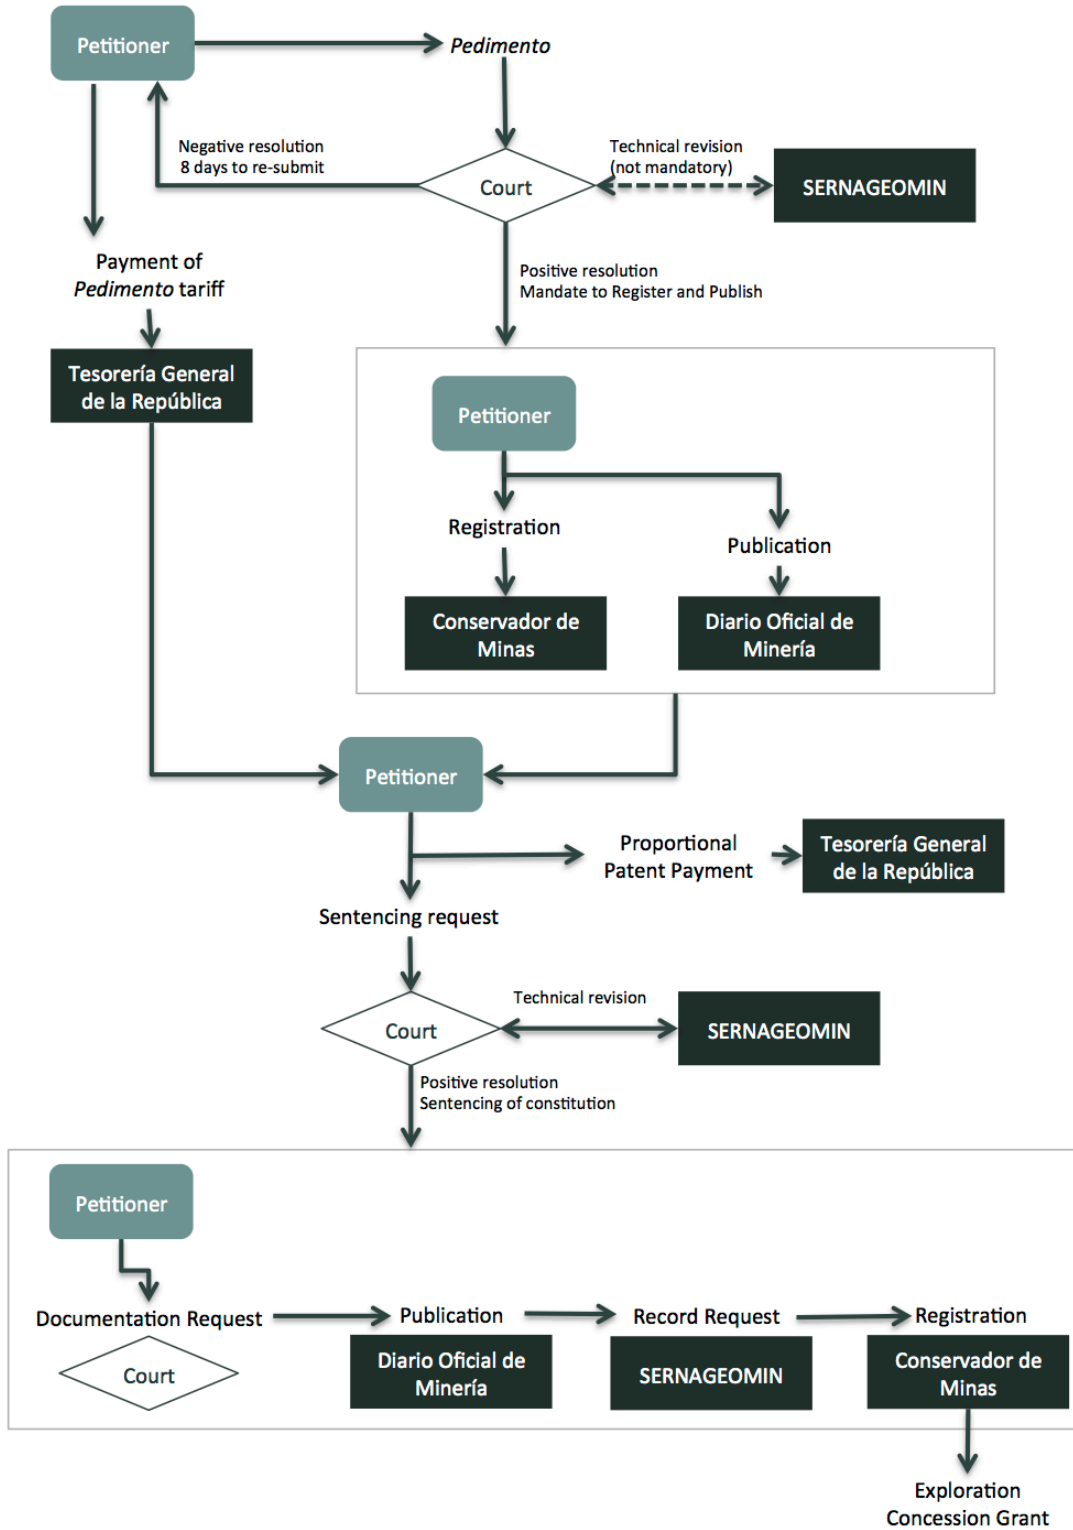 Petitioner
Pedimento
Negative resolution
8 days to re-submit
Technical revision
(not mandatory)
Court
SERNAGEOMIN
Payment of
Pedimento tariff
Positive resolution
Mandate to Register and Publish
Tesorería General
de la República
Petitioner
Registration
Publication
Conservador de
Minas
Diario Oficial de
Minería
Petitioner
Proportional
Patent Payment
Tesorería General
de la República
Sentencing request
Technical revision
Court
SERNAGEOMIN
Positive resolution
Sentencing of constitution
Petitioner
Documentation Request
Court
Publication
Diario Oficial de
Minería
Record Request
SERNAGEOMIN
Registration
Conservador de
Minas
Exploration
Concession Grant